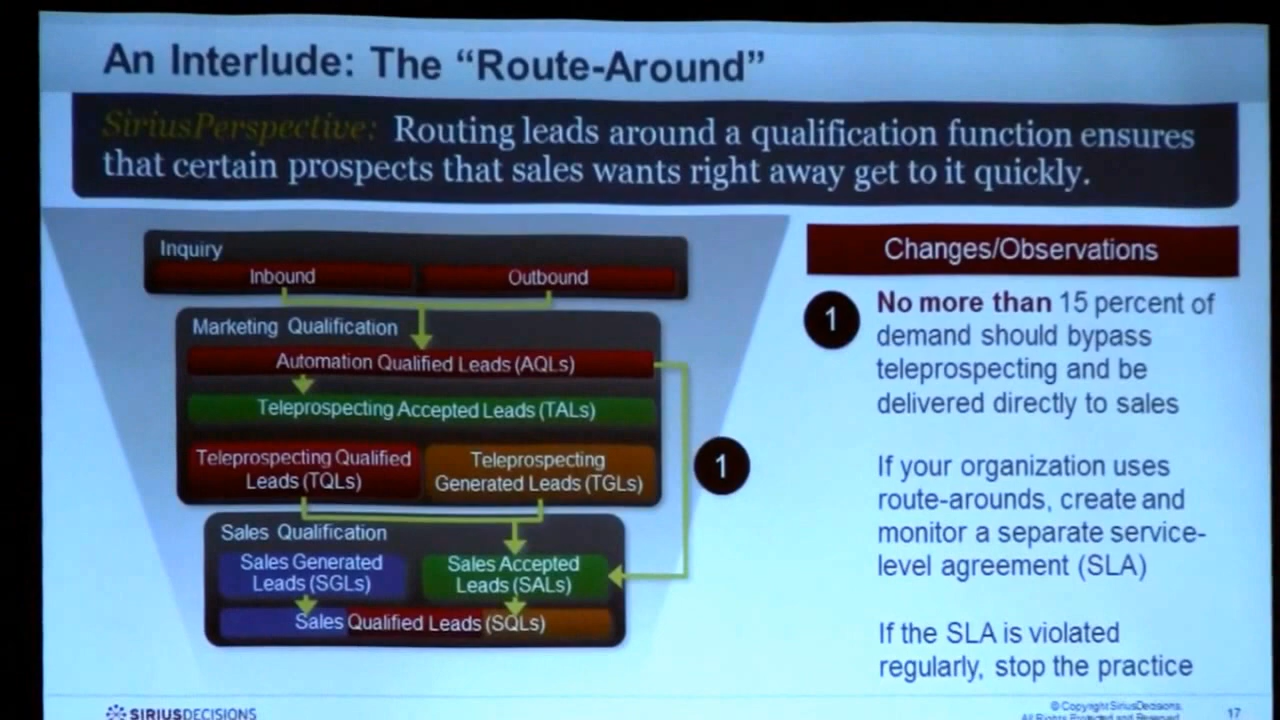 An Interlude: The “Route-Around”
SiriusPerspective: Routing leads around a qualification function ensures
that certain prospects that sales wants right away get to it quickly.
Inquiry
Inbound
Outbound
Marketing Qualification
Automation Qualified Leads (AQLs)
Teleprospecting Accepted Leads (TALs)
Teleprospecting Qualified
Leads (TQLs)
Teleprospecting
Generated Leads (TGLs)
1
Sales Qualification
Sales Generated
Leads (SGLs)
Sales Accepted
Leads (SALs)
Sales Qualified Leads (SQLs)
Changes/Observations
1
No more than 15 percent of
demand should bypass
teleprospecting and be
delivered directly to sales
If your organization uses
route-arounds, create and
monitor a separate service-
level agreement (SLA)
If the SLA is violated
regularly, stop the practice
SIRIUSDECISIONS
© Copyright SiriusDecisions.
All Rights Protected and Reserved.
17